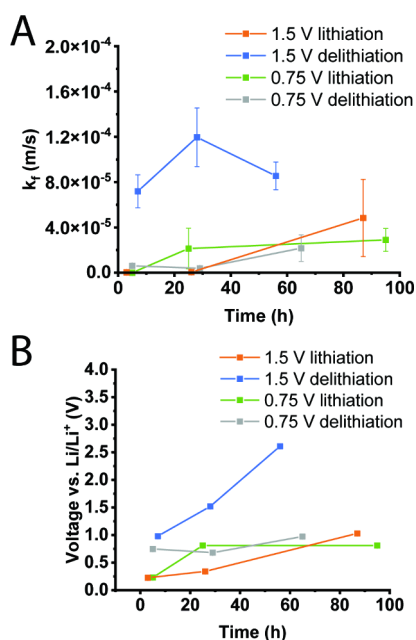 A
1.5 V lithiation
1.5 V delithiation
0.75 V lithiation
0.75 V delithiation
2.0×10⁻⁴
1.6×10⁻⁴
1.2×10⁻⁴
8.0×10⁻⁵
4.0×10⁻⁵
0.0
k_f (m/s)
0 20 40 60 80 100
Time (h)
B
1.5 V lithiation
1.5 V delithiation
0.75 V lithiation
0.75 V delithiation
4.0
3.5
3.0
2.5
2.0
1.5
1.0
0.5
0.0
Voltage vs. Li/Li⁺ (V)
0 20 40 60 80 100
Time (h)